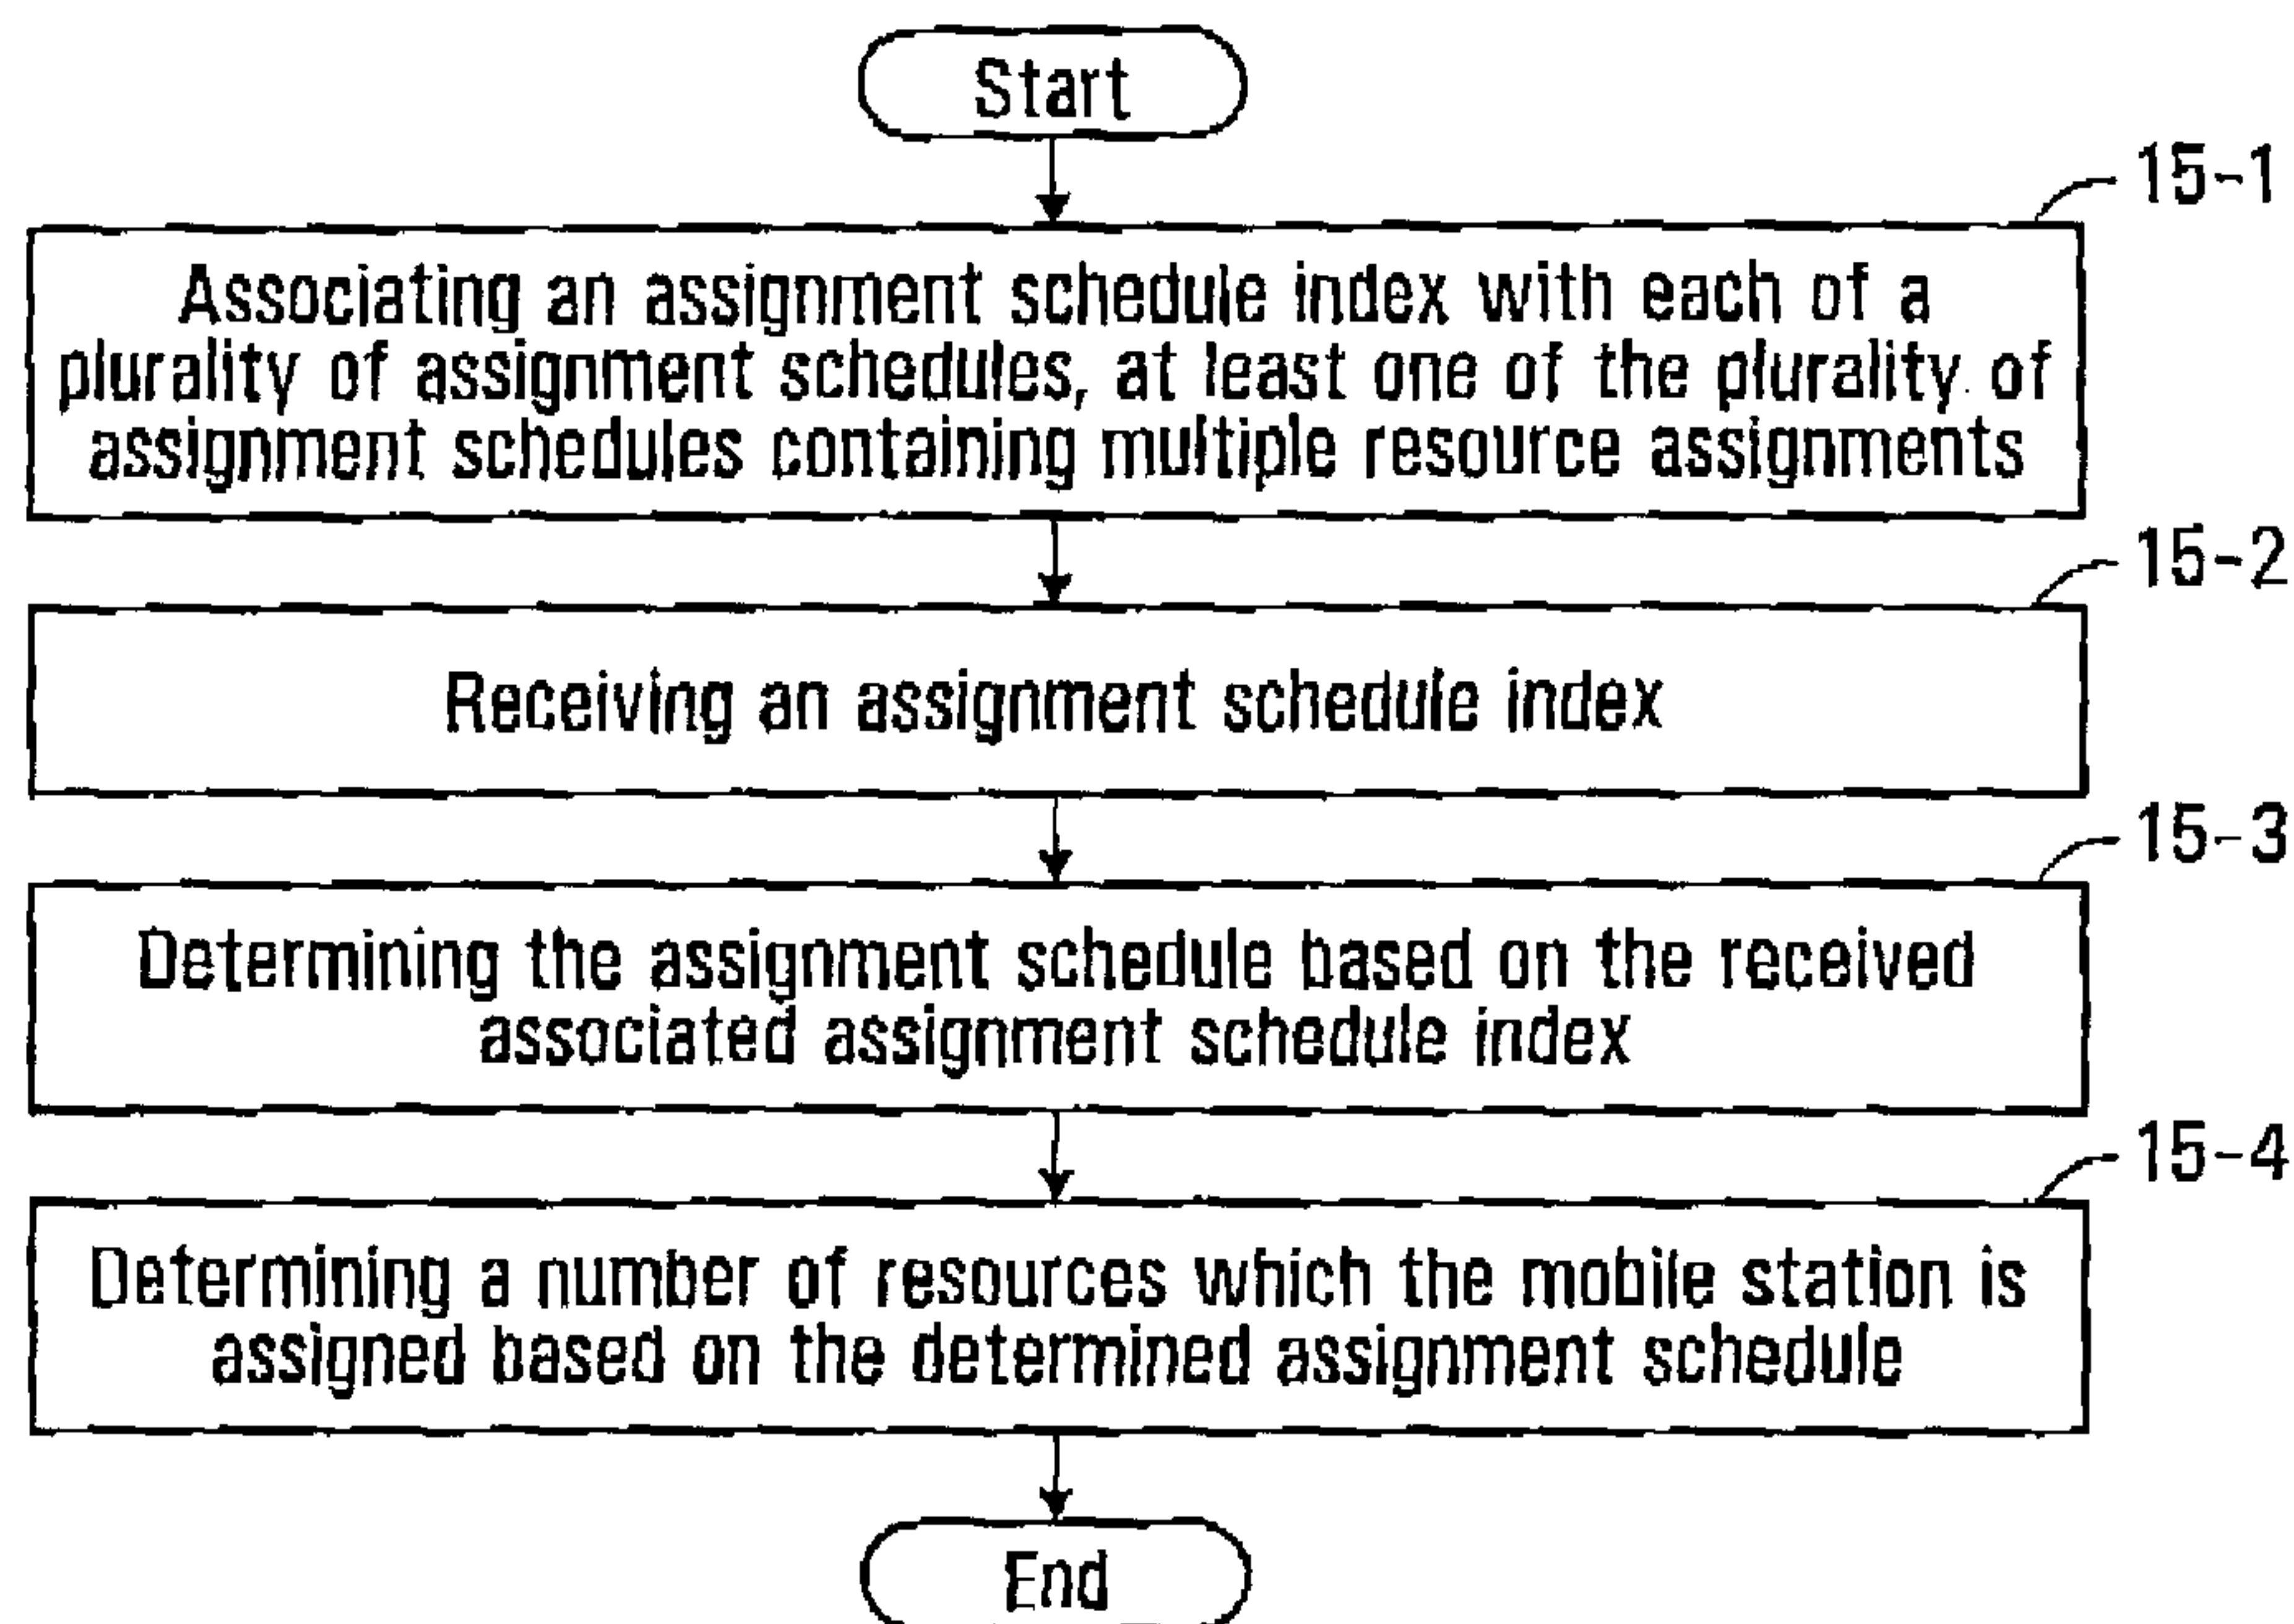 Start
15-1
Associating an assignment schedule index with each of a
plurality of assignment schedules, at least one of the plurality of
assignment schedules containing multiple resource assignments
15-2
Receiving an assignment schedule index
15-3
Determining the assignment schedule based on the received
associated assignment schedule index
15-4
Determining a number of resources which the mobile station is
assigned based on the determined assignment schedule
End